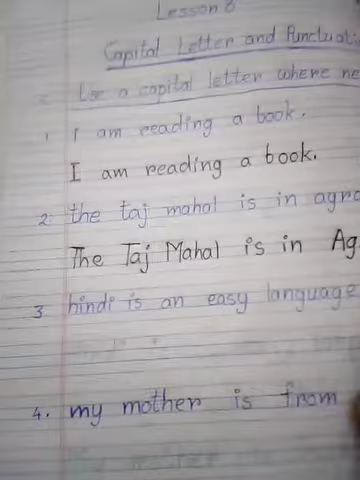 Lesson 8
Capital Letter and Punctuati
Use a capital letter where ne
1 I am reading a book.
I am reading a book.
2. the taj mahal is in agra
The Taj Mahal is in Ag
3 hindi is an easy language
4. my mother is from